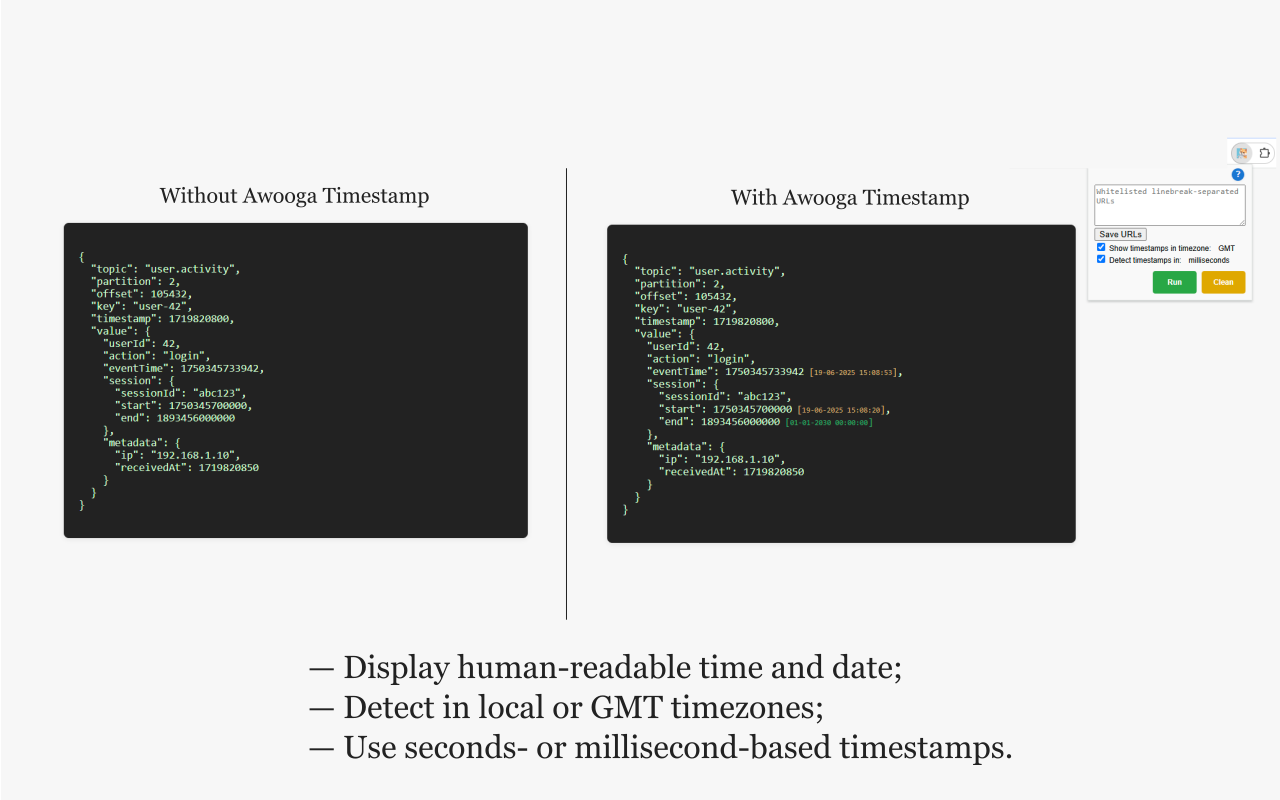 Without Awooga Timestamp
{
  "topic": "user.activity",
  "partition": 2,
  "offset": 105432,
  "key": "user-42",
  "timestamp": 1719820800,
  "value": {
    "userId": 42,
    "action": "login",
    "eventTime": 1750345733942,
    "session": {
      "sessionId": "abc123",
      "start": 1750345700000,
      "end": 1893456000000
    },
    "metadata": {
      "ip": "192.168.1.10",
      "receivedAt": 1719820850
    }
  }
}
With Awooga Timestamp
{
  "topic": "user.activity",
  "partition": 2,
  "offset": 105432,
  "key": "user-42",
  "timestamp": 1719820800,
  "value": {
    "userId": 42,
    "action": "login",
    "eventTime": 1750345733942 [19-06-2025 15:08:53],
    "session": {
      "sessionId": "abc123",
      "start": 1750345700000 [19-06-2025 15:08:20],
      "end": 1893456000000 [01-01-2030 00:00:00]
    },
    "metadata": {
      "ip": "192.168.1.10",
      "receivedAt": 1719820850
    }
  }
}
?
Whitelisted linebreak-separated
URLs
Save URLs
Show timestamps in timezone: GMT
Detect timestamps in: milliseconds
Run Clean
— Display human-readable time and date;
— Detect in local or GMT timezones;
— Use seconds- or millisecond-based timestamps.